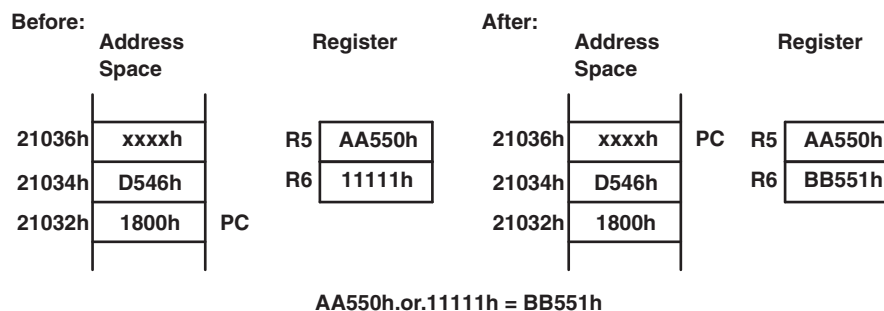 Before:
Address Space
Register
21036h xxxxh R5 AA550h
21034h D546h R6 11111h
21032h 1800h PC
After:
Address Space
Register
21036h xxxxh PC R5 AA550h
21034h D546h R6 BB551h
21032h 1800h
AA550h.or.11111h = BB551h